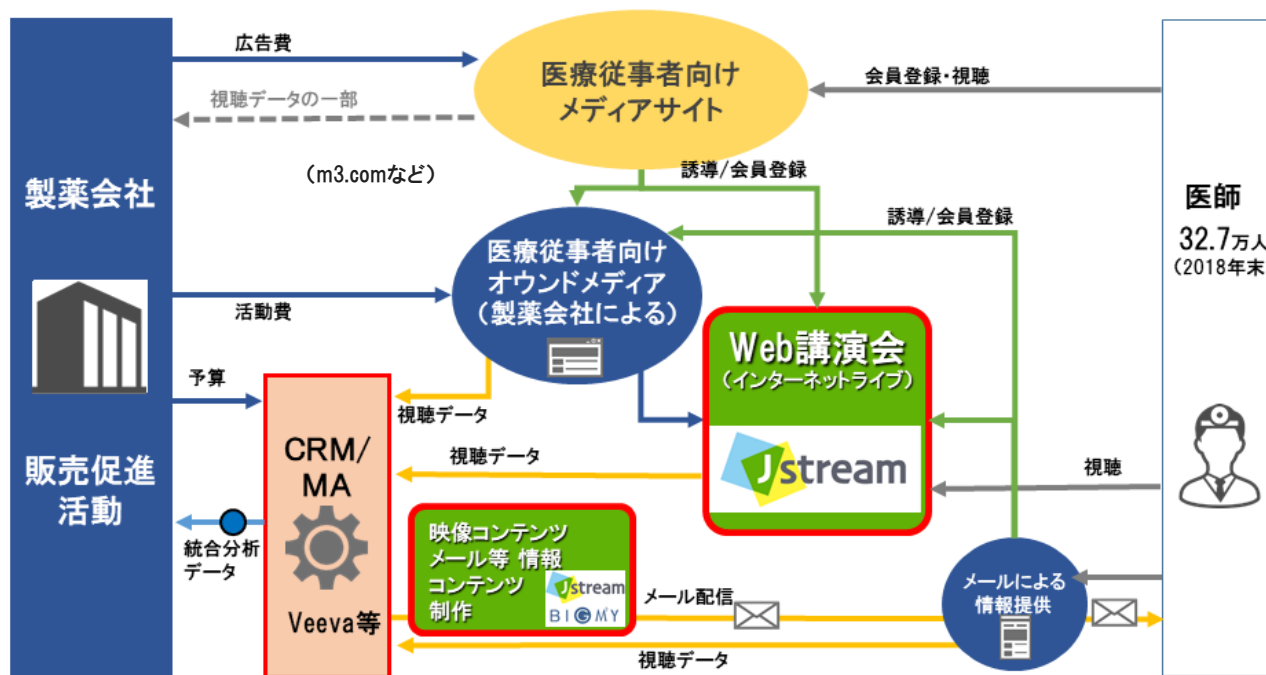 広告費
医療従事者向け
メディアサイト
会員登録・視聴
視聴データの一部
(m3.comなど)
誘導/会員登録
製薬会社
医師
32.7万人
(2018年末
誘導/会員登録
医療従事者向け
オウンドメディア
(製薬会社による)
活動費
Web講演会
(インターネットライブ)
予算
視聴データ
CRM/
MA
視聴データ
Jstream
視聴
販売促進
活動
統合分析
データ
映像コンテンツ
メール等 情報
コンテンツ
制作
Jstream
BIGMY
Veeva等
メール配信
メールによる
情報提供
視聴データ